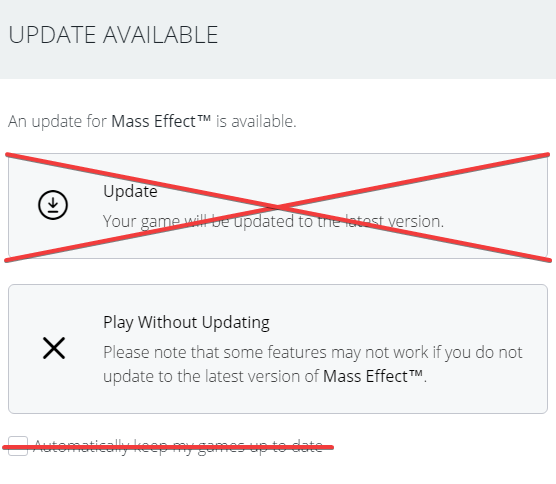 UPDATE AVAILABLE
An update for Mass Effect™ is available.
Update
Your game will be updated to the latest version.
Play Without Updating
Please note that some features may not work if you do not
update to the latest version of Mass Effect™.
Automatically keep my games up to date